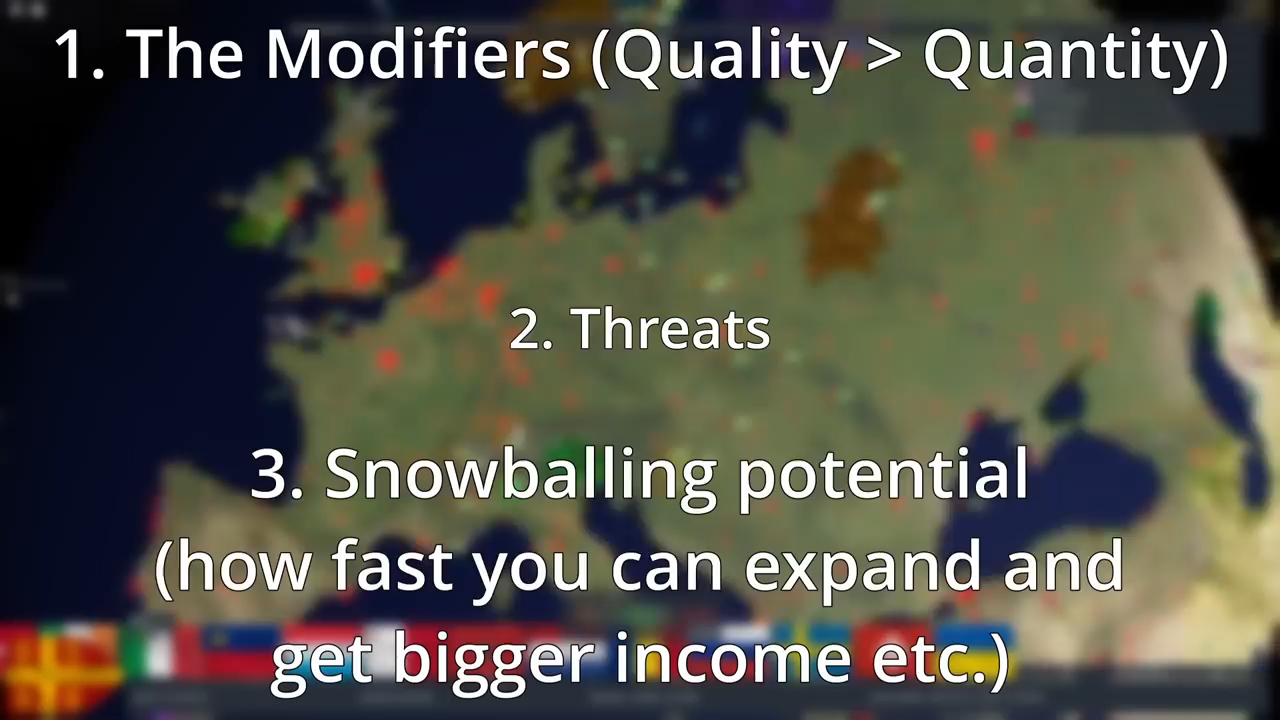 1. The Modifiers (Quality > Quantity)
2. Threats
3. Snowballing potential
(how fast you can expand and
get bigger income etc.)